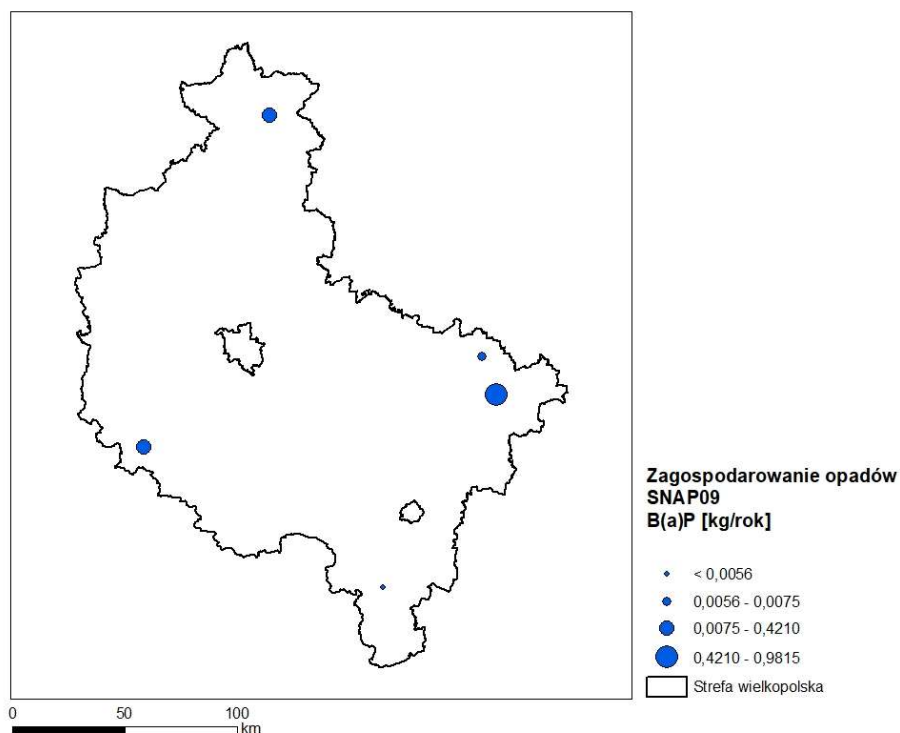 Zagospodarowanie opadów
SNAP09
B(a)P [kg/rok]
< 0,0056
0,0056 - 0,0075
0,0075 - 0,4210
0,4210 - 0,9815
Strefa wielkopolska
0 50 100
km